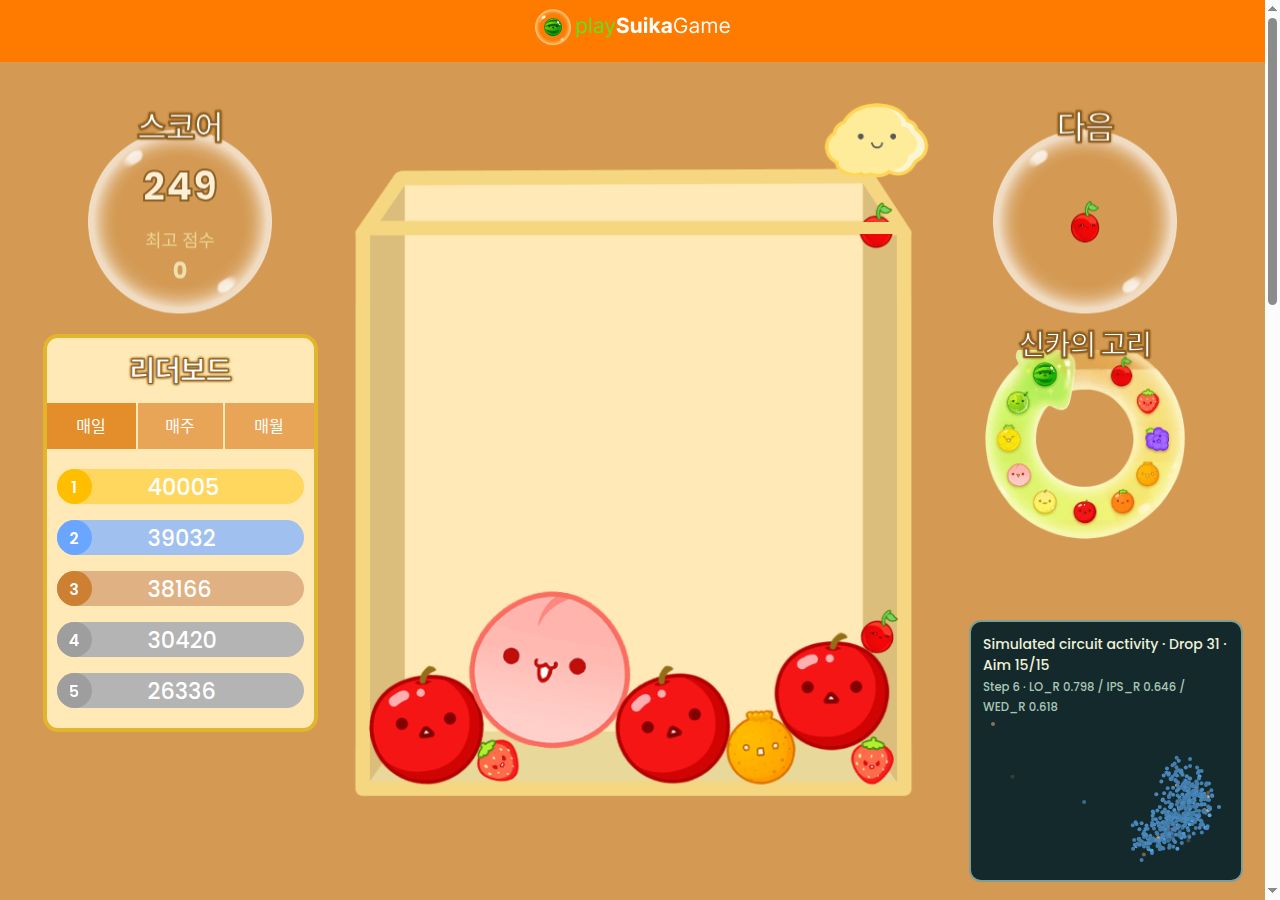 playSuikaGame
스코어
249
최고 점수
0
다음
리더보드
매일 매주 매월
1 40005
2 39032
3 38166
4 30420
5 26336
신카의 고리
Simulated circuit activity · Drop 31 ·
Aim 15/15
Step 6 · LO_R 0.798 / IPS_R 0.646 /
WED_R 0.618